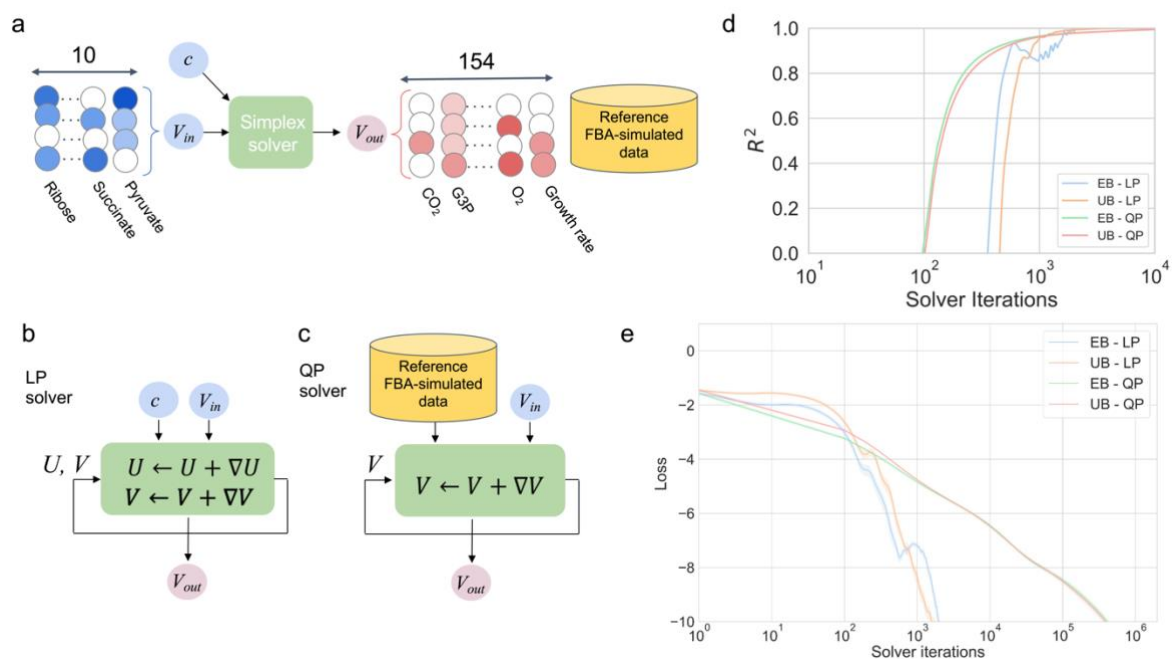 a
10
c
V_in
Simplex
solver
V_out
154
Reference
FBA-simulated
data
Ribose
Succinate
Pyruvate
CO₂
G3P
O₂
Growth rate
d
R²
1.0
0.8
0.6
0.4
0.2
0.0
EB - LP
UB - LP
EB - QP
UB - QP
10¹ 10² 10³ 10⁴
Solver Iterations
b
LP
solver
c V_in
U, V
U ← U + ∇U
V ← V + ∇V
V_out
c
QP
solver
Reference
FBA-simulated
data
V_in
V
V ← V + ∇V
V_out
e
Loss
0
−2
−4
−6
−8
−10
EB - LP
UB - LP
EB - QP
UB - QP
10⁰ 10¹ 10² 10³ 10⁴ 10⁵ 10⁶
Solver iterations